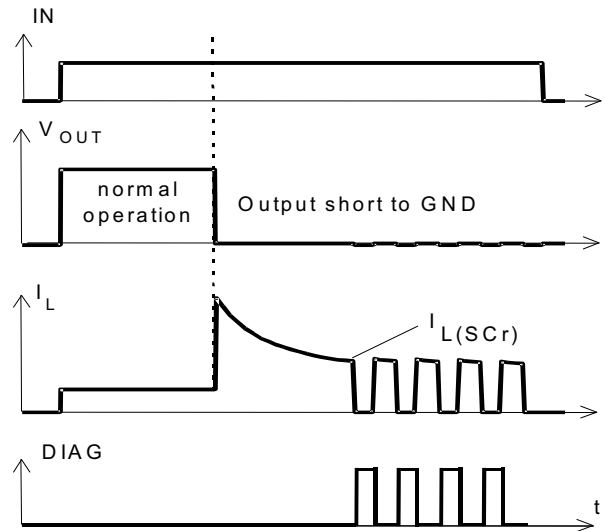 IN
V OUT
normal
operation
Output short to GND
I L
I L(SCr)
DIAG
t